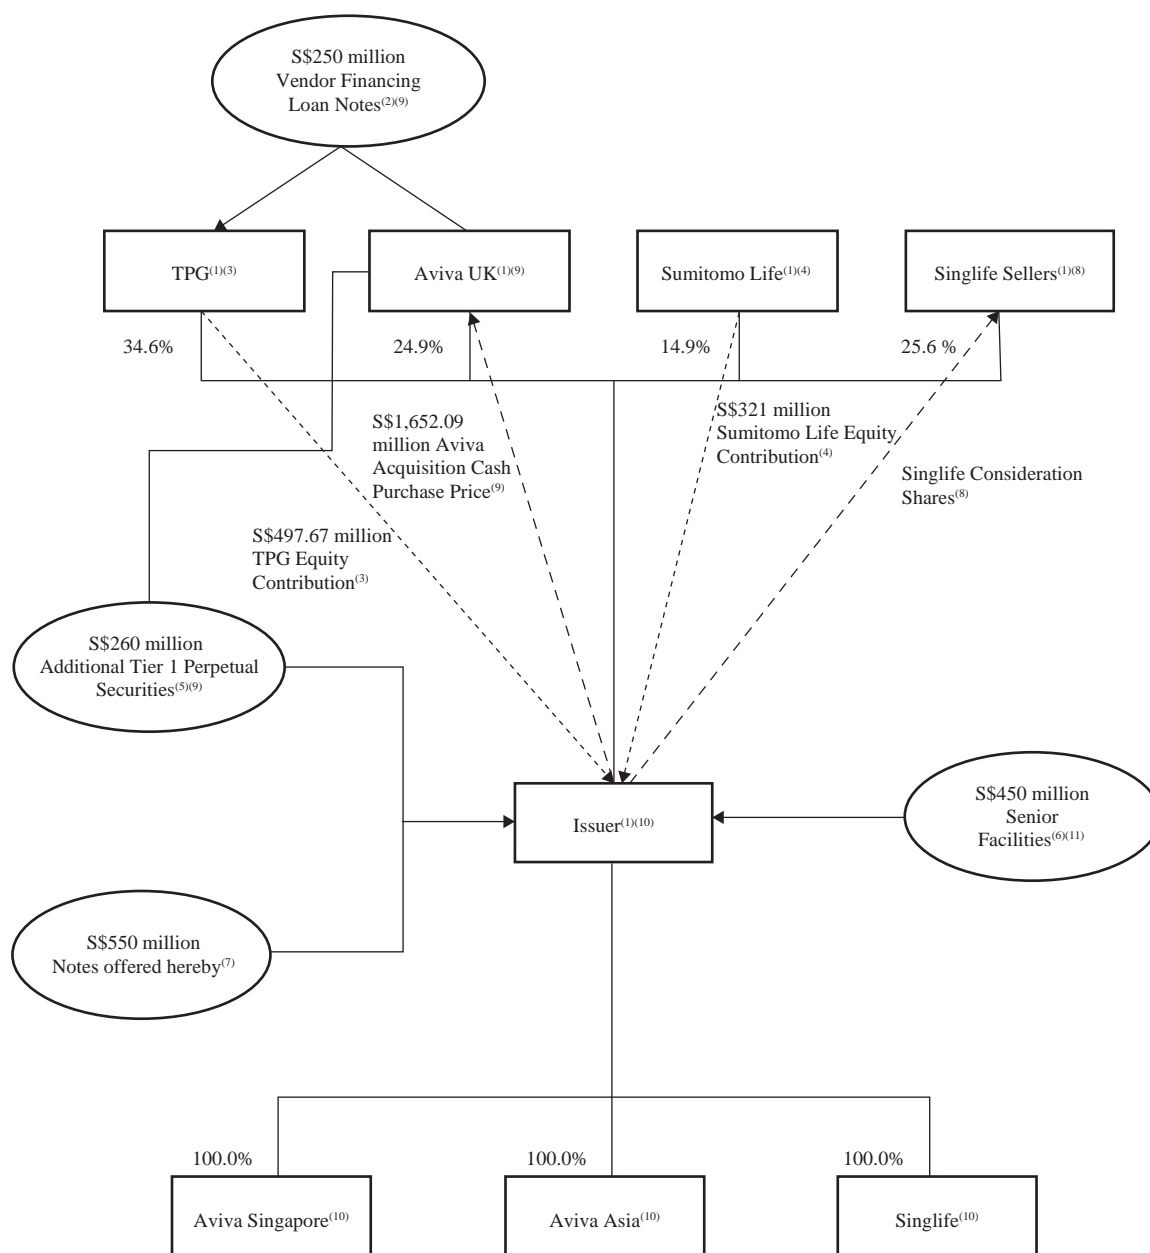 S$250 million
Vendor Financing
Loan Notes(2)(9)
TPG(1)(3)
Aviva UK(1)(9)
Sumitomo Life(1)(4)
Singlife Sellers(1)(8)
34.6%
24.9%
14.9%
25.6 %
S$1,652.09
million Aviva
Acquisition Cash
Purchase Price(9)
S$321 million
Sumitomo Life Equity
Contribution(4)
Singlife Consideration
Shares(8)
S$497.67 million
TPG Equity
Contribution(3)
S$260 million
Additional Tier 1 Perpetual
Securities(5)(9)
Issuer(1)(10)
S$450 million
Senior
Facilities(6)(11)
S$550 million
Notes offered hereby(7)
100.0%
100.0%
100.0%
Aviva Singapore(10)
Aviva Asia(10)
Singlife(10)